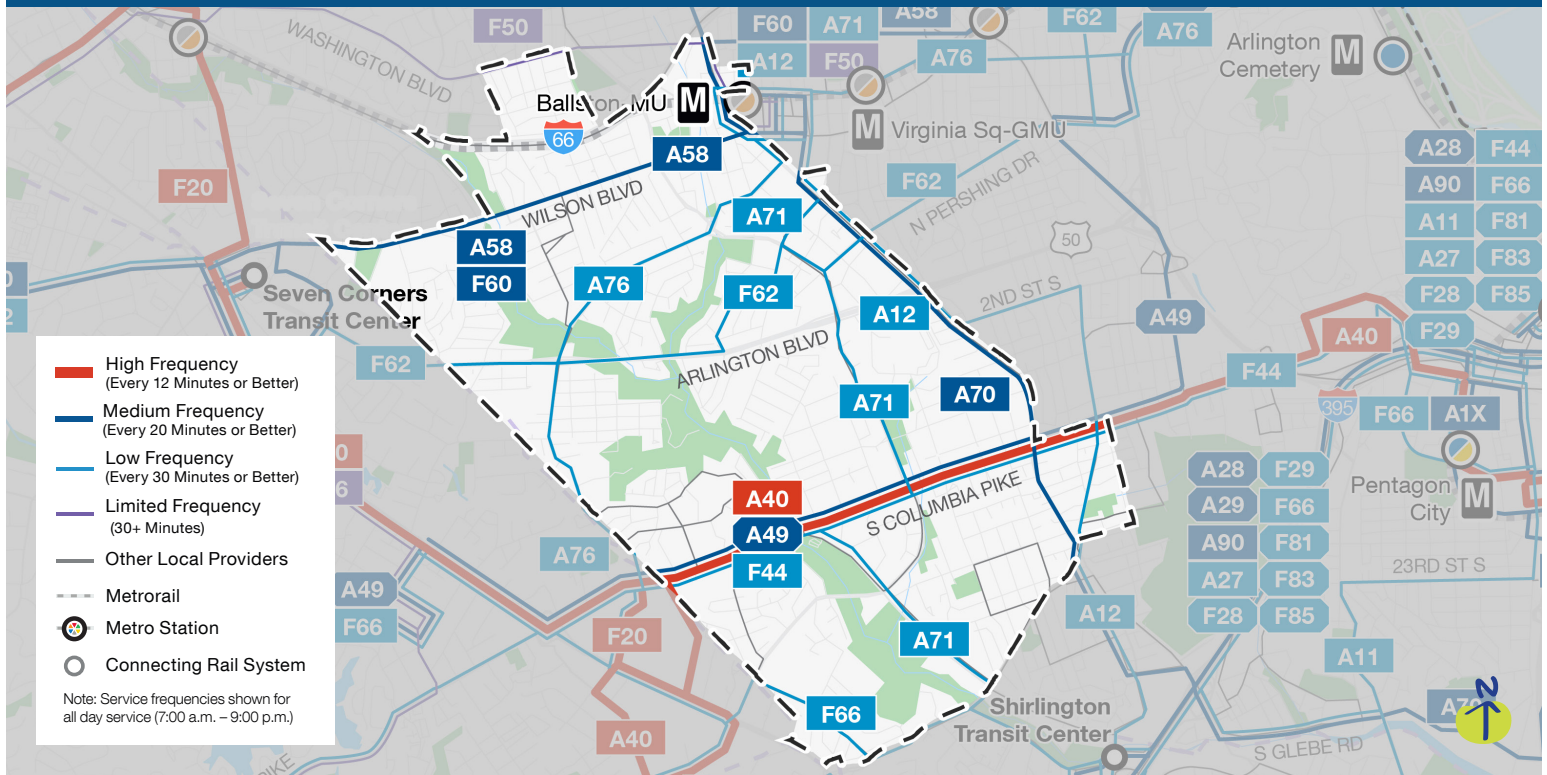 F50
F60
A71
A58
F62
A76
A12
F50
A76
WASHINGTON BLVD
Arlington
Cemetery
M
Ballston-MU
M
66
M
Virginia Sq-GMU
A58
F20
F62
N PERSHING DR
A28
F44
A90
F66
A11
F81
A27
F83
F28
F85
F29
WILSON BLVD
A71
50
A58
F60
A76
F62
Seven Corners
Transit Center
2ND ST S
A12
A49
A40
F62
ARLINGTON BLVD
F44
A71
A70
395
F66
A1X
High Frequency
(Every 12 Minutes or Better)
Medium Frequency
(Every 20 Minutes or Better)
Low Frequency
(Every 30 Minutes or Better)
Limited Frequency
(30+ Minutes)
Other Local Providers
Metrorail
Metro Station
Connecting Rail System
Note: Service frequencies shown for
all day service (7:00 a.m. – 9:00 p.m.)
A28
F29
A29
F66
A90
F81
A27
F83
F28
F85
Pentagon
City
M
A40
A49
F44
S COLUMBIA PIKE
A76
A49
F66
23RD ST S
F20
A12
A71
A11
F66
Shirlington
Transit Center
A40
A70
N
S GLEBE RD
PIKE